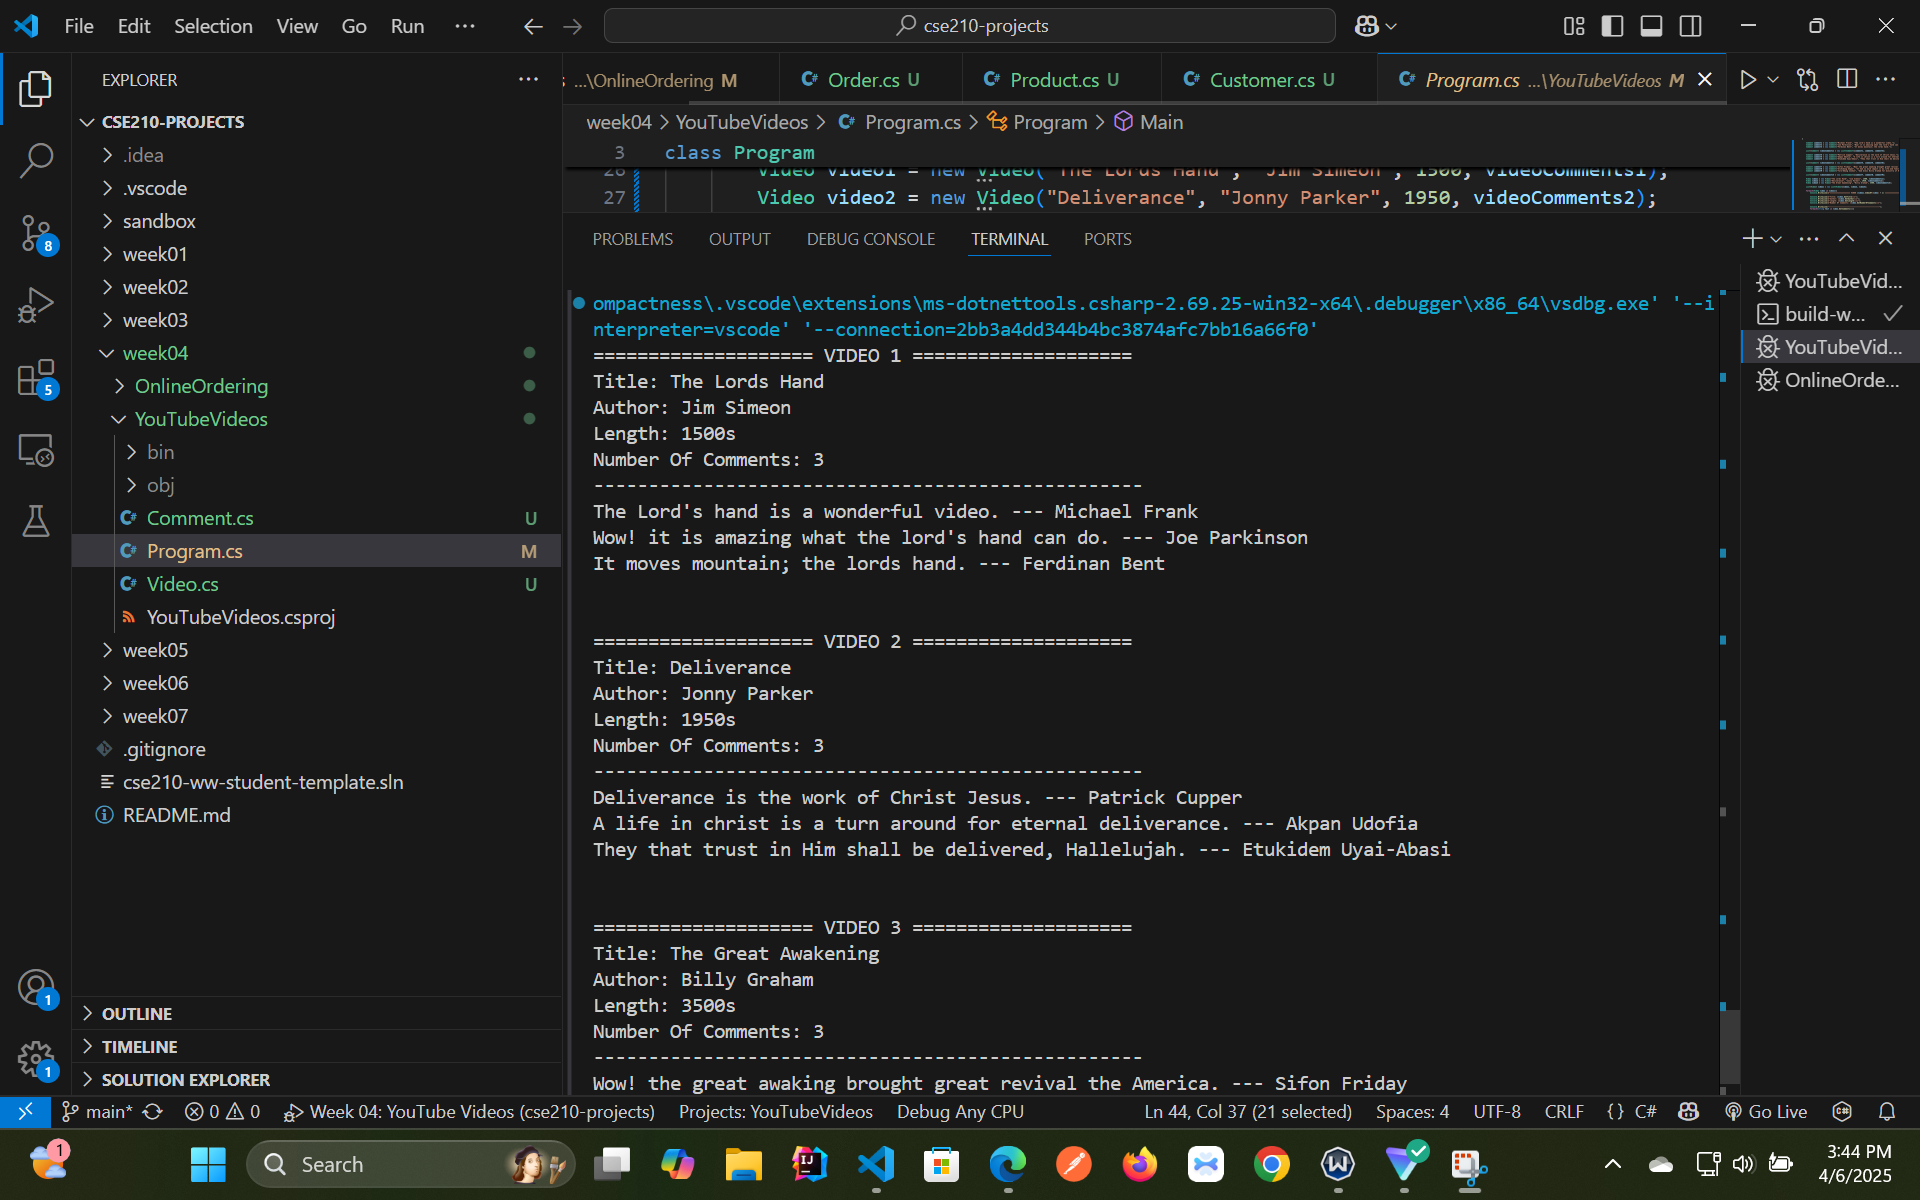 File Edit Selection View Go Run ··· cse210-projects
EXPLORER
...\OnlineOrdering M Order.cs U Product.cs U Customer.cs U Program.cs ...\YouTubeVideos M
week04 > YouTubeVideos > Program.cs > Program > Main
3 class Program
26 Video video1 = new Video("The Lords Hand", "Jim Simeon", 1500, videoComments1);
27 Video video2 = new Video("Deliverance", "Jonny Parker", 1950, videoComments2);
CSE210-PROJECTS
.idea
.vscode
sandbox
week01
week02
week03
week04
OnlineOrdering
YouTubeVideos
bin
obj
Comment.cs U
Program.cs M
Video.cs U
YouTubeVideos.csproj
week05
week06
week07
.gitignore
cse210-ww-student-template.sln
README.md
OUTLINE
TIMELINE
SOLUTION EXPLORER
8
5
1
1
PROBLEMS OUTPUT DEBUG CONSOLE TERMINAL PORTS
ompactness\.vscode\extensions\ms-dotnettools.csharp-2.69.25-win32-x64\.debugger\x86_64\vsdbg.exe' '--i
nterpreter=vscode' '--connection=2bb3a4dd344b4bc3874afc7bb16a66f0'
==================== VIDEO 1 ====================
Title: The Lords Hand
Author: Jim Simeon
Length: 1500s
Number Of Comments: 3
--------------------------------------------------
The Lord's hand is a wonderful video. --- Michael Frank
Wow! it is amazing what the lord's hand can do. --- Joe Parkinson
It moves mountain; the lords hand. --- Ferdinan Bent
==================== VIDEO 2 ====================
Title: Deliverance
Author: Jonny Parker
Length: 1950s
Number Of Comments: 3
--------------------------------------------------
Deliverance is the work of Christ Jesus. --- Patrick Cupper
A life in christ is a turn around for eternal deliverance. --- Akpan Udofia
They that trust in Him shall be delivered, Hallelujah. --- Etukidem Uyai-Abasi
==================== VIDEO 3 ====================
Title: The Great Awakening
Author: Billy Graham
Length: 3500s
Number Of Comments: 3
--------------------------------------------------
Wow! the great awaking brought great revival the America. --- Sifon Friday
YouTubeVid...
build-w...
YouTubeVid...
OnlineOrde...
main* 0 0 Week 04: YouTube Videos (cse210-projects) Projects: YouTubeVideos Debug Any CPU Ln 44, Col 37 (21 selected) Spaces: 4 UTF-8 CRLF {} C# Go Live
1 Search
3:44 PM
4/6/2025